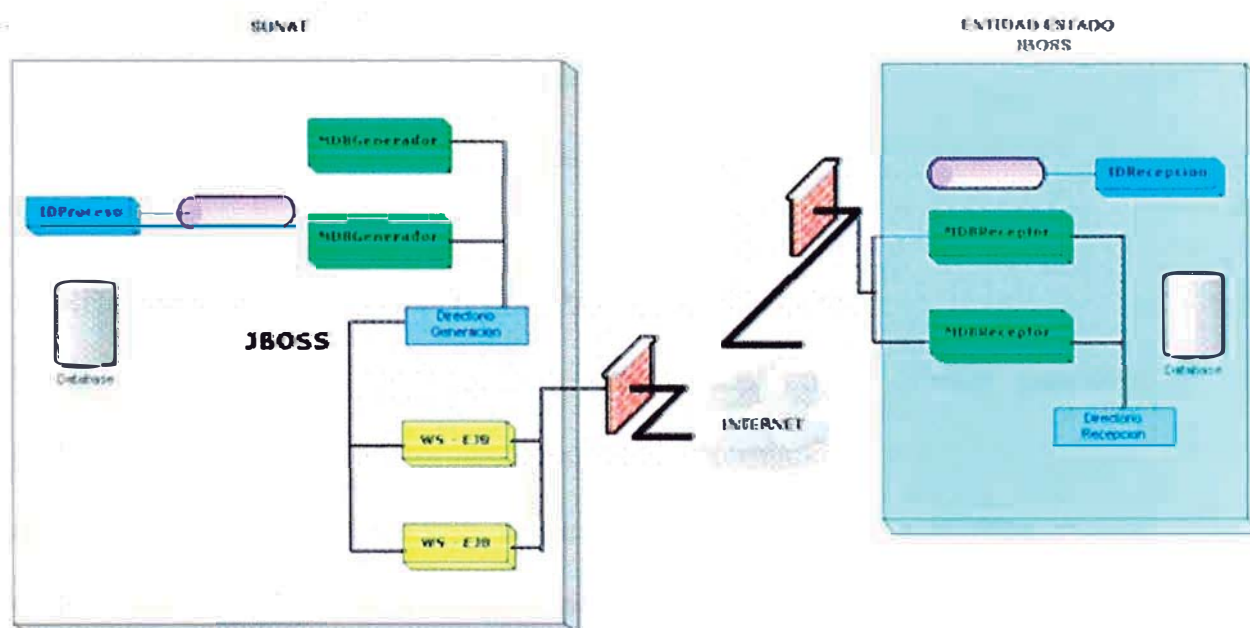 SUNAT
ENTIDAD ESTADO
JBOSS
MDBGenerador
IDProceso
MDBGenerador
Directorio
Generación
JBOSS
Database
WS - EJB
WS - EJB
INTERNET
IDRecepcion
MDBReceptor
MDBReceptor
Database
Directorio
Recepcion